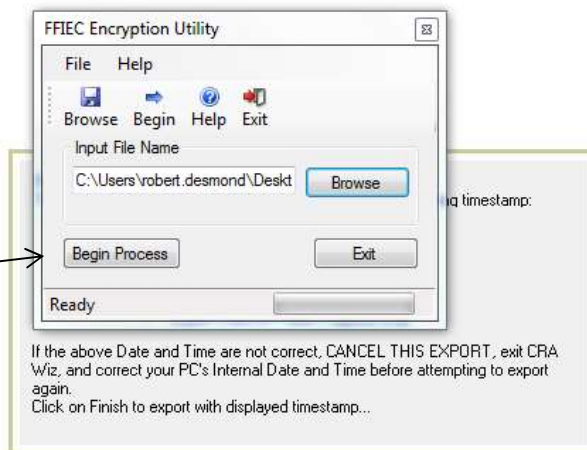 FFIEC Encryption Utility
File Help
Browse Begin Help Exit
Input File Name
C:\Users\robert.desmond\Deskt Browse
timestamp:
Begin Process Exit
Ready
If the above Date and Time are not correct, CANCEL THIS EXPORT, exit CRA
Wiz, and correct your PC's Internal Date and Time before attempting to export
again.
Click on Finish to export with displayed timestamp...